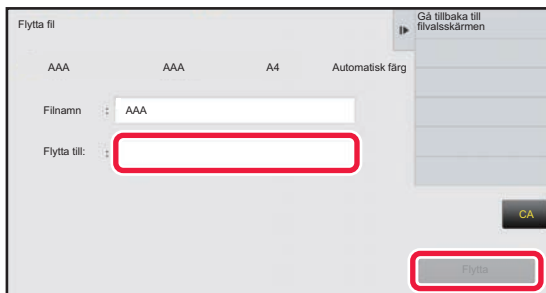 Flytta fil
Gå tillbaka till
filvalsskärmen
AAA AAA A4 Automatisk färg
Filnamn : AAA
Flytta till: :
CA
Flytta